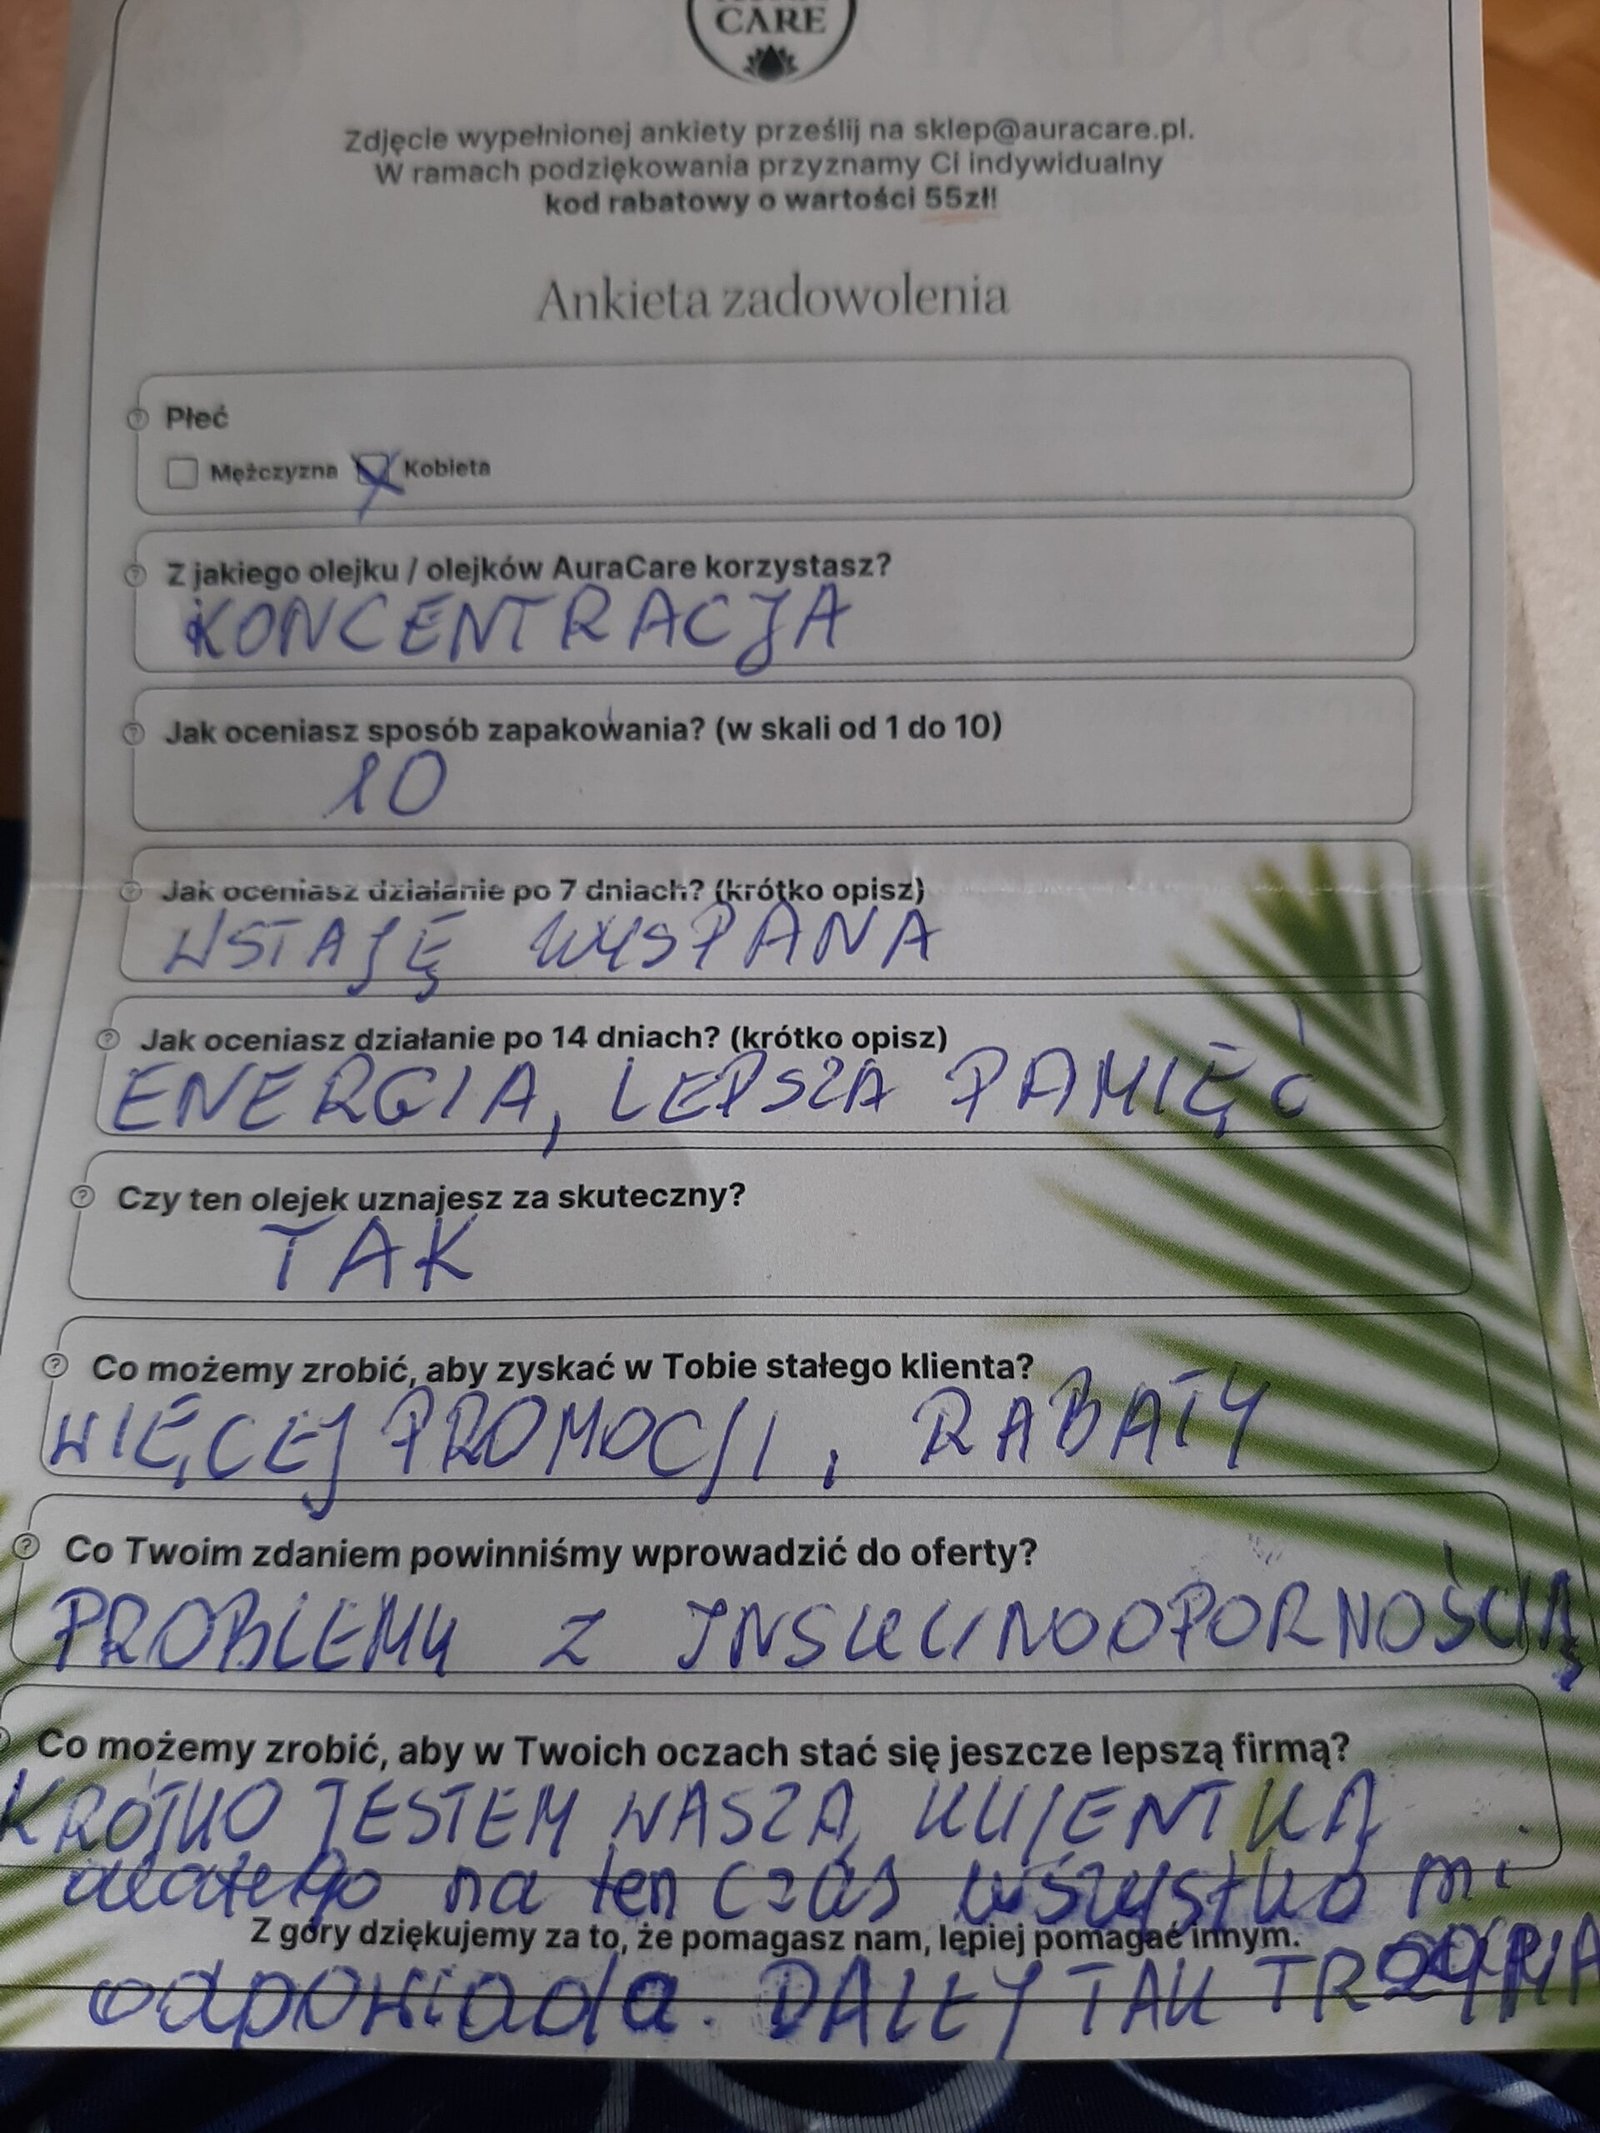 CARE
Zdjęcie wypełnionej ankiety prześlij na sklep@auracare.pl.
W ramach podziękowania przyznamy Ci indywidualny
kod rabatowy o wartości 55zł!
Ankieta zadowolenia
Płeć
Mężczyzna Kobieta
Z jakiego olejku / olejków AuraCare korzystasz?
KONCENTRACJA
Jak oceniasz sposób zapakowania? (w skali od 1 do 10)
10
Jak oceniasz działanie po 7 dniach? (krótko opisz)
WSTAJĘ WYSPANA
Jak oceniasz działanie po 14 dniach? (krótko opisz)
ENERGIA, LEPSZA PAMIĘĆ
Czy ten olejek uznajesz za skuteczny?
TAK
Co możemy zrobić, aby zyskać w Tobie stałego klienta?
WIĘCEJ PROMOCJI, RABATY
Co Twoim zdaniem powinniśmy wprowadzić do oferty?
PROBLEMY Z INSULINOOPORNOŚCIĄ
Co możemy zrobić, aby w Twoich oczach stać się jeszcze lepszą firmą?
KRÓTKO JESTEM WASZĄ KLIJENTKĄ
dlatego na ten czas wszystko mi
Z góry dziękujemy za to, że pomagasz nam, lepiej pomagać innym.
odpowiada. DALEJ TAK